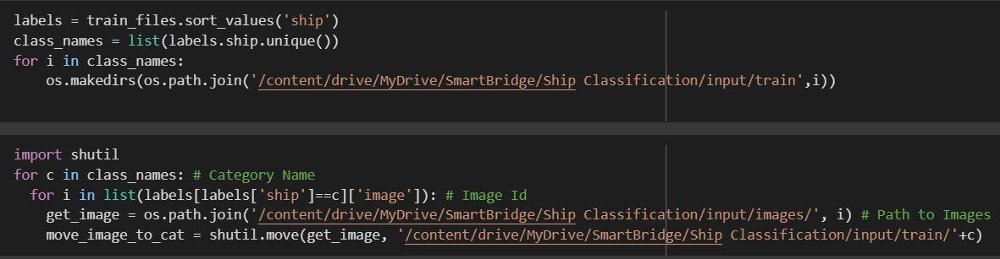 labels = train_files.sort_values('ship')
class_names = list(labels.ship.unique())
for i in class_names:
    os.makedirs(os.path.join('/content/drive/MyDrive/SmartBridge/Ship Classification/input/train',i))
import shutil
for c in class_names: # Category Name
  for i in list(labels[labels['ship']==c]['image']): # Image Id
    get_image = os.path.join('/content/drive/MyDrive/SmartBridge/Ship Classification/input/images/', i) # Path to Images
    move_image_to_cat = shutil.move(get_image, '/content/drive/MyDrive/SmartBridge/Ship Classification/input/train/'+c)